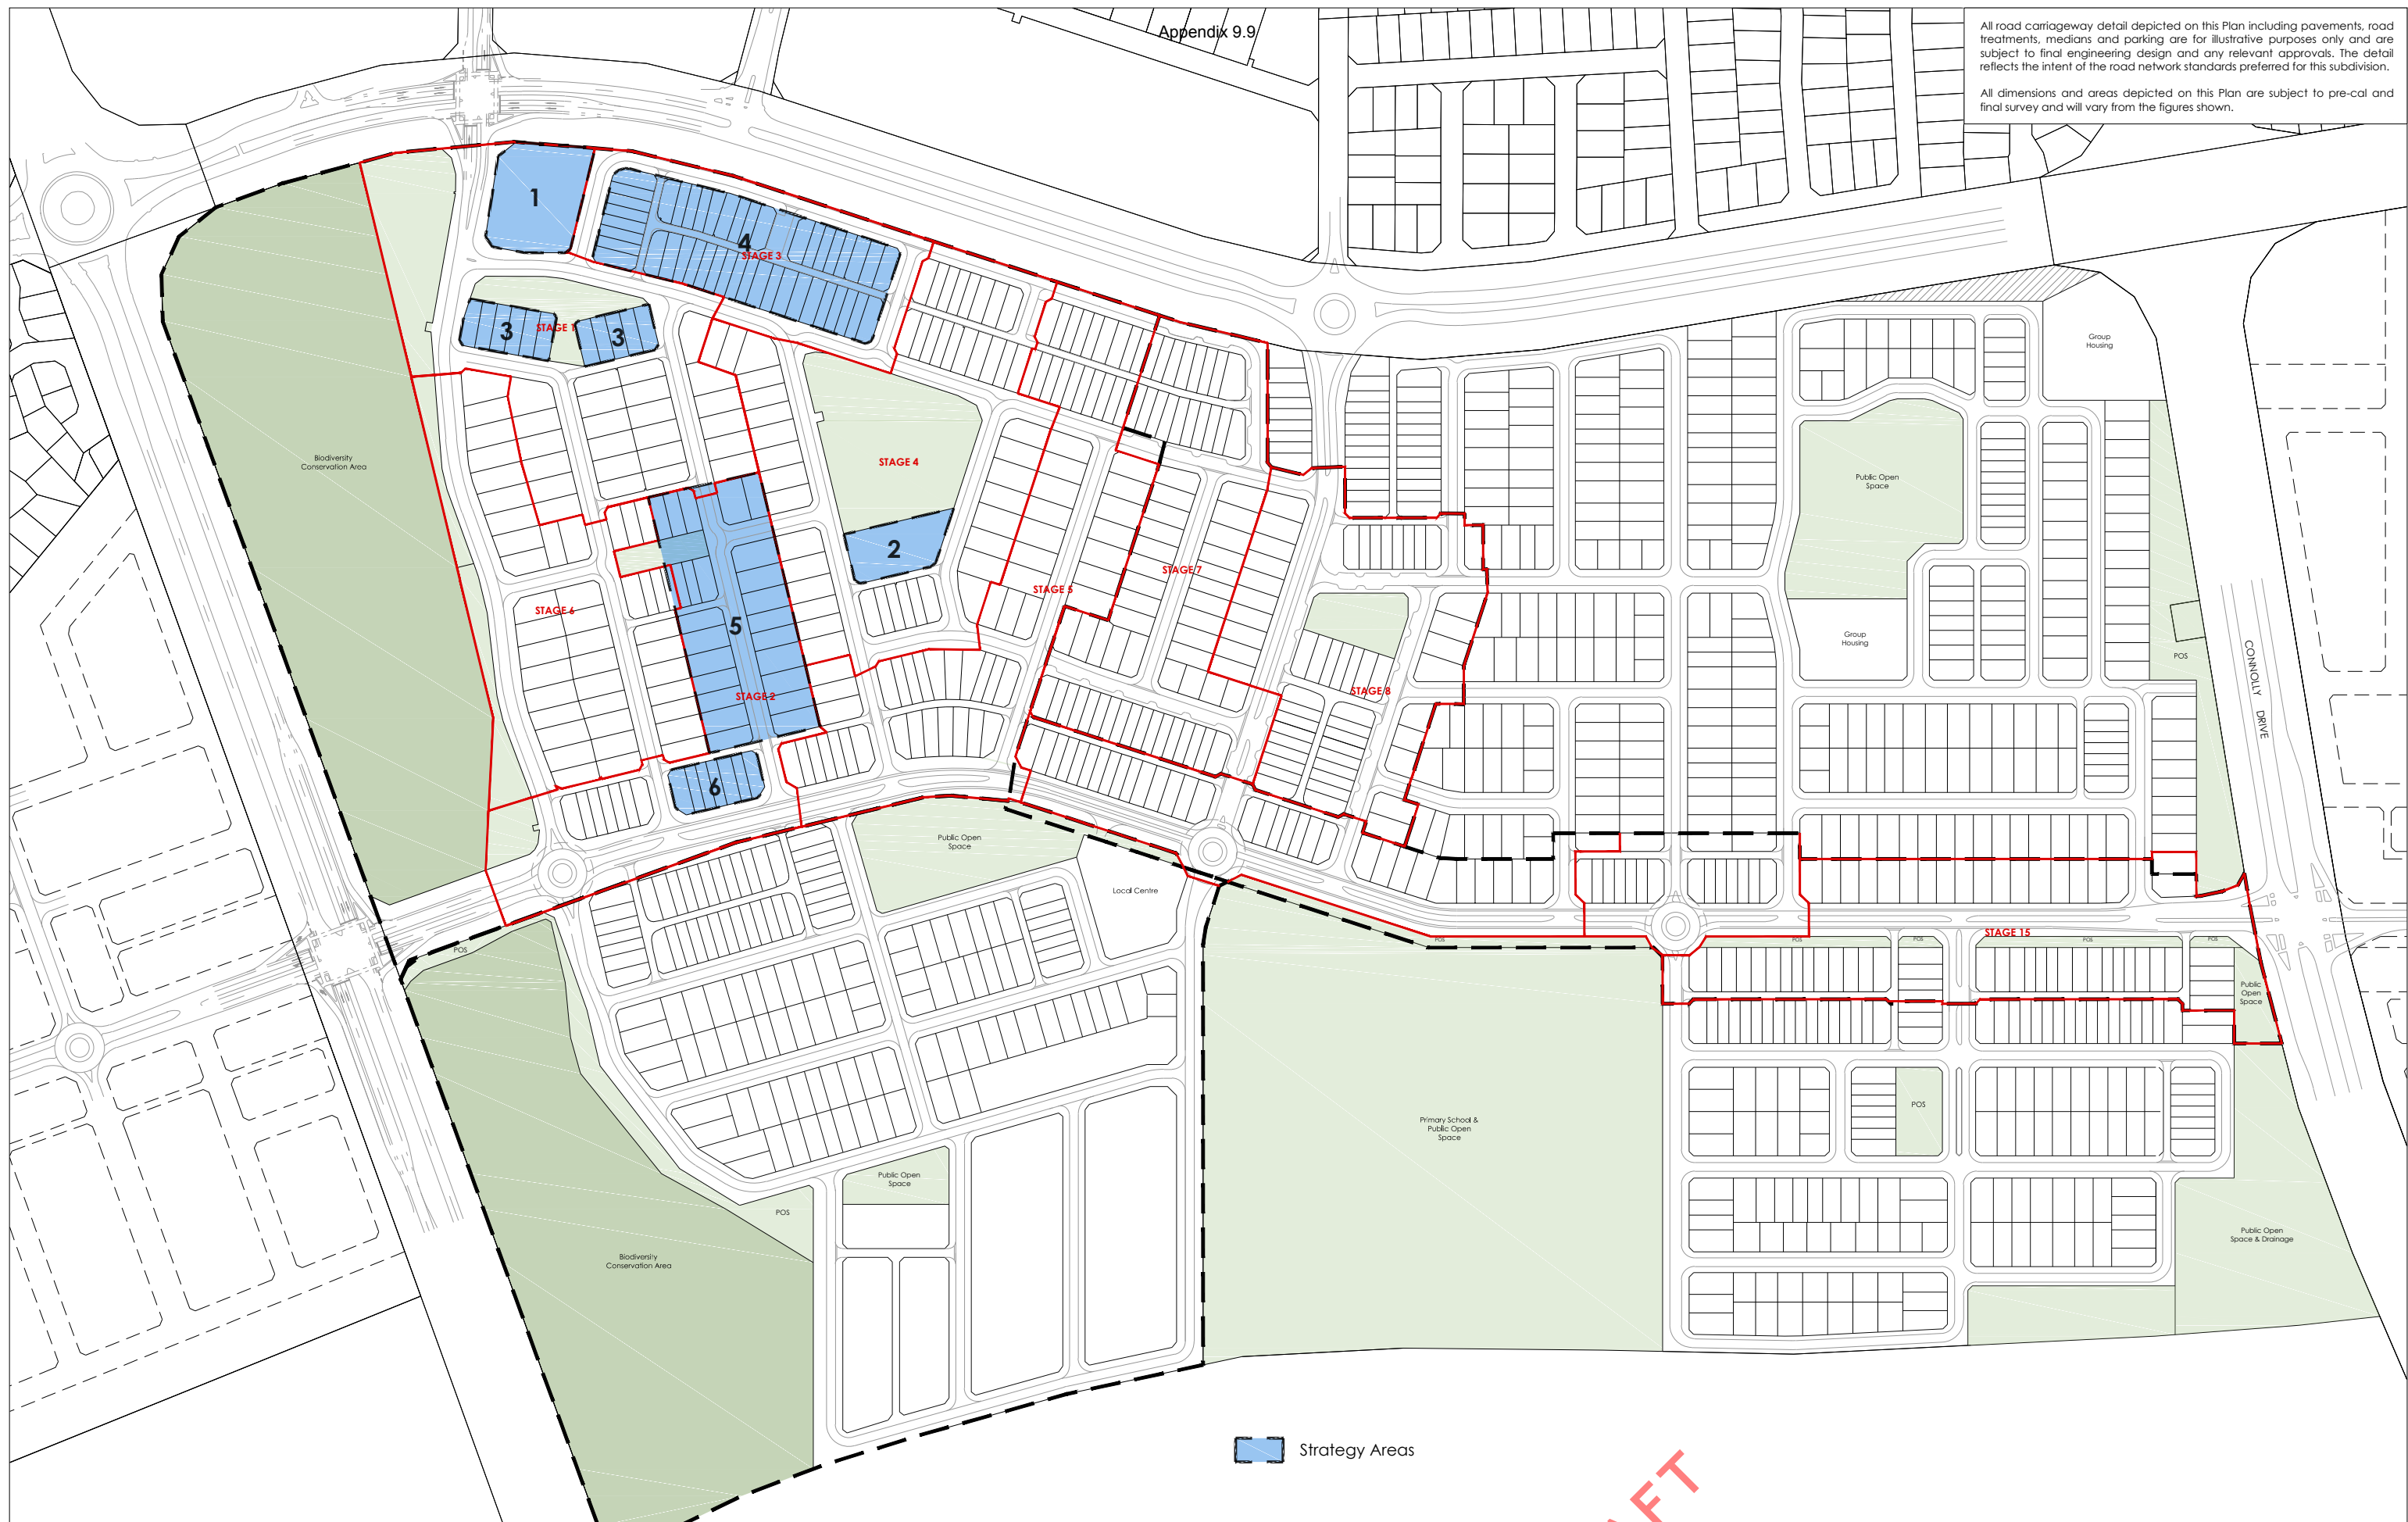 Appendix 9.9
All road carriageway detail depicted on this Plan including pavements, road
treatments, medians and parking are for illustrative purposes only and are
subject to final engineering design and any relevant approvals. The detail
reflects the intent of the road network standards preferred for this subdivision.
All dimensions and areas depicted on this Plan are subject to pre-cal and
final survey and will vary from the figures shown.
1
4
STAGE 3
3
STAGE 1
3
Group
Housing
Biodiversity
Conservation Area
STAGE 4
Public Open
Space
2
STAGE 7
STAGE 5
STAGE 6
5
Group
Housing
POS
CONNOLLY DRIVE
STAGE 2
STAGE 8
6
Public Open
Space
Local Centre
POS
POS
POS
POS
STAGE 15
POS
POS
Public
Open
Space
Primary School &
Public Open
Space
POS
Public Open
Space
POS
Public Open
Space & Drainage
Biodiversity
Conservation Area
Strategy Areas